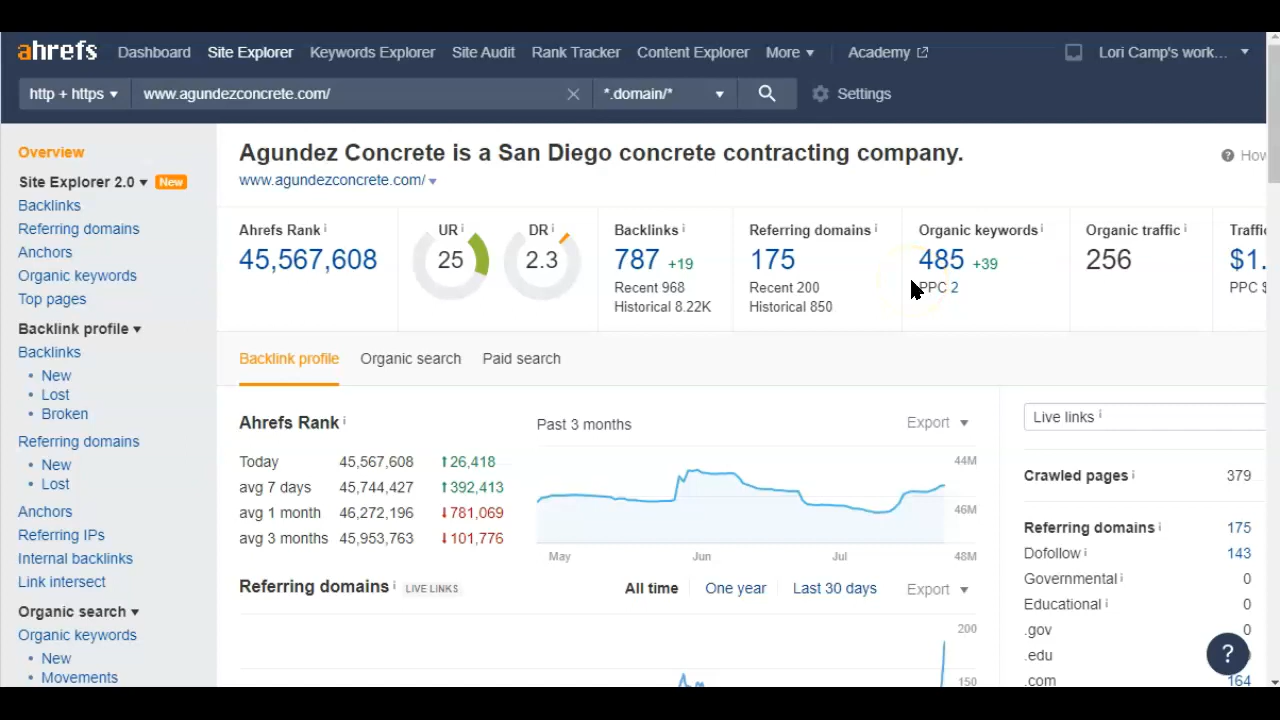 ahrefs Dashboard Site Explorer Keywords Explorer Site Audit Rank Tracker Content Explorer More Academy Lori Camp's work...
http + https www.agundezconcrete.com/ *.domain/* Settings
Overview
Site Explorer 2.0 New
Backlinks
Referring domains
Anchors
Organic keywords
Top pages
Backlink profile
Backlinks
• New
• Lost
• Broken
Referring domains
• New
• Lost
Anchors
Referring IPs
Internal backlinks
Link intersect
Organic search
Organic keywords
• New
• Movements
Agundez Concrete is a San Diego concrete contracting company.
How
www.agundezconcrete.com/
Ahrefs Rank
45,567,608
UR
25
DR
2.3
Backlinks
787 +19
Recent 968
Historical 8.22K
Referring domains
175
Recent 200
Historical 850
Organic keywords
485 +39
PPC 2
Organic traffic
256
Traffic
$1.
PPC $
Backlink profile Organic search Paid search
Ahrefs Rank
Today 45,567,608 26,418
avg 7 days 45,744,427 392,413
avg 1 month 46,272,196 781,069
avg 3 months 45,953,763 101,776
Past 3 months Export
44M
46M
48M
May Jun Jul
Referring domains LIVE LINKS
All time One year Last 30 days Export
200
150
Live links
Crawled pages 379
Referring domains 175
Dofollow 143
Governmental 0
Educational 0
.gov 0
.edu
.com 164
?